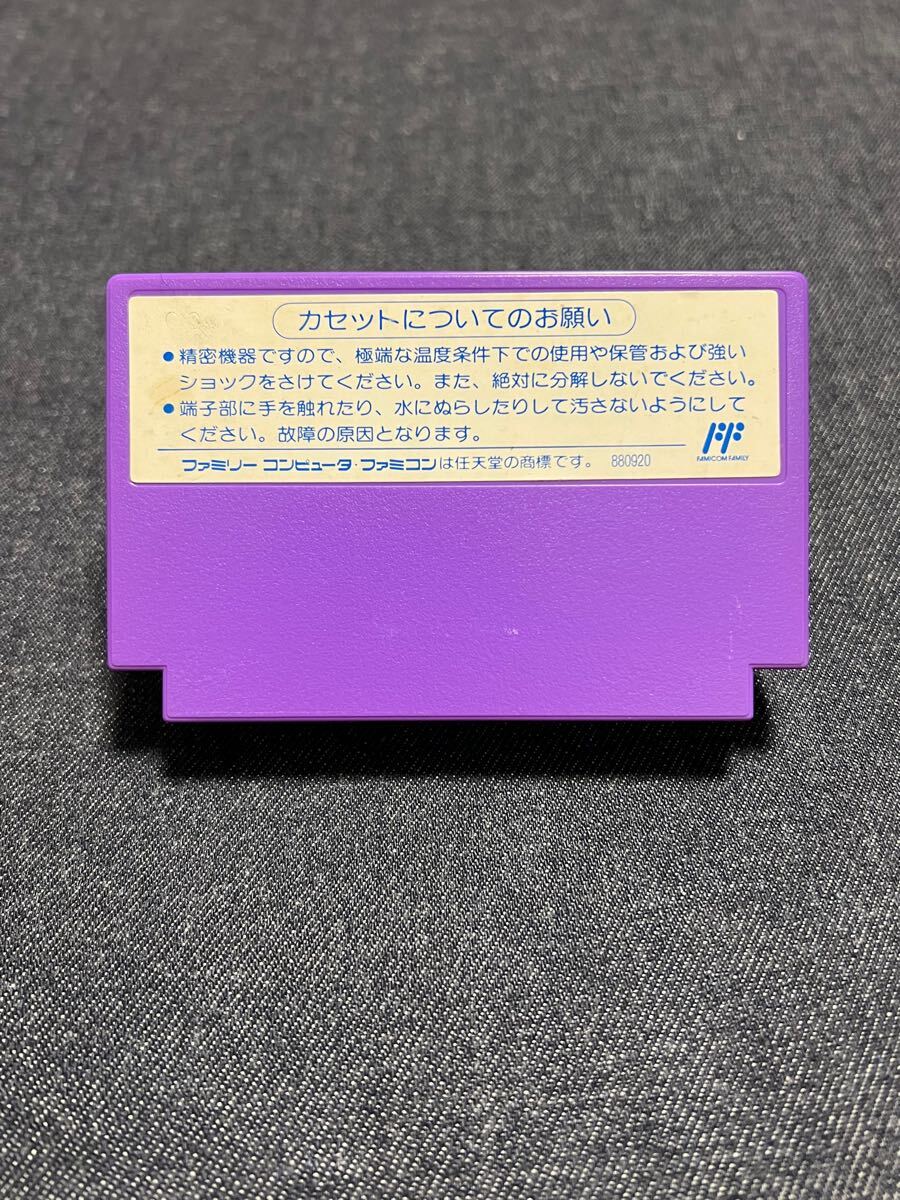 カセットについてのお願い
●精密機器ですので、極端な温度条件下での使用や保管および強い
ショックをさけてください。また、絶対に分解しないでください。
●端子部に手を触れたり、水にぬらしたりして汚さないようにして
ください。故障の原因となります。
ファミリー コンピュータ・ファミコンは任天堂の商標です。 880920
FF
FAMICOM FAMILY